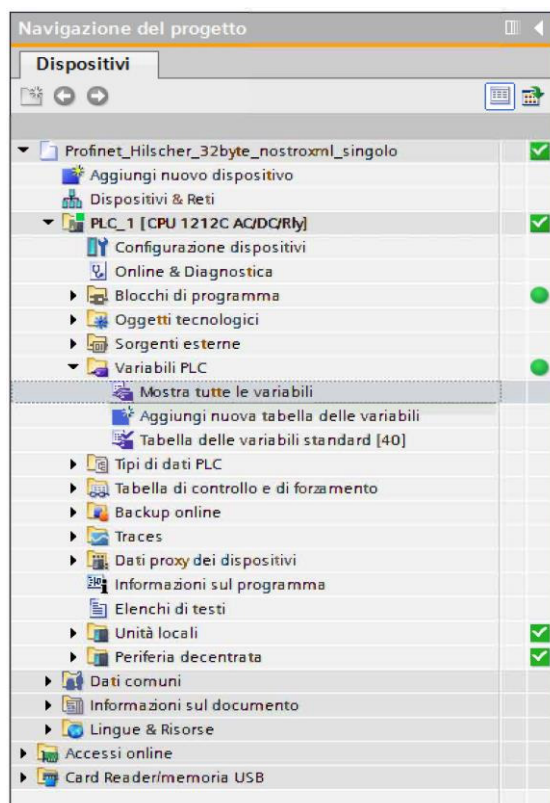 Navigazione del progetto
Dispositivi
Profinet_Hilscher_32byte_nostroxml_singolo
Aggiungi nuovo dispositivo
Dispositivi & Reti
PLC_1 [CPU 1212C AC/DC/Rly]
Configurazione dispositivi
Online & Diagnostica
Blocchi di programma
Oggetti tecnologici
Sorgenti esterne
Variabili PLC
Mostra tutte le variabili
Aggiungi nuova tabella delle variabili
Tabella delle variabili standard [40]
Tipi di dati PLC
Tabella di controllo e di forzamento
Backup online
Traces
Dati proxy dei dispositivi
Informazioni sul programma
Elenchi di testi
Unità locali
Periferia decentrata
Dati comuni
Informazioni sul documento
Lingue & Risorse
Accessi online
Card Reader/memoria USB